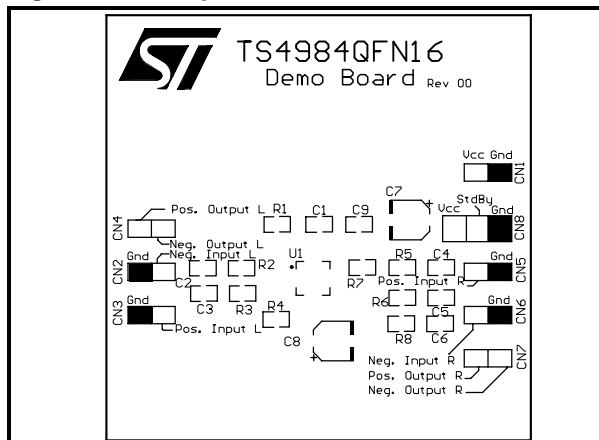 ST
TS4984QFN16
Demo Board Rev 00
Vcc Gnd
CN1
C7
StdBy
Vcc Gnd
CN8
CN4
Pos. Output L
R1 C1 C9
Neg. Output L
Neg. Input L
CN2
Gnd
C2
R2
U1
R7
R5 C4
Gnd
CN5
Pos. Input R
C3 R3
R6
C5
Gnd
CN6
CN3
Gnd
Pos. Input L
R4
C8
R8 C6
CN7
Neg. Input R
Pos. Output R
Neg. Output R